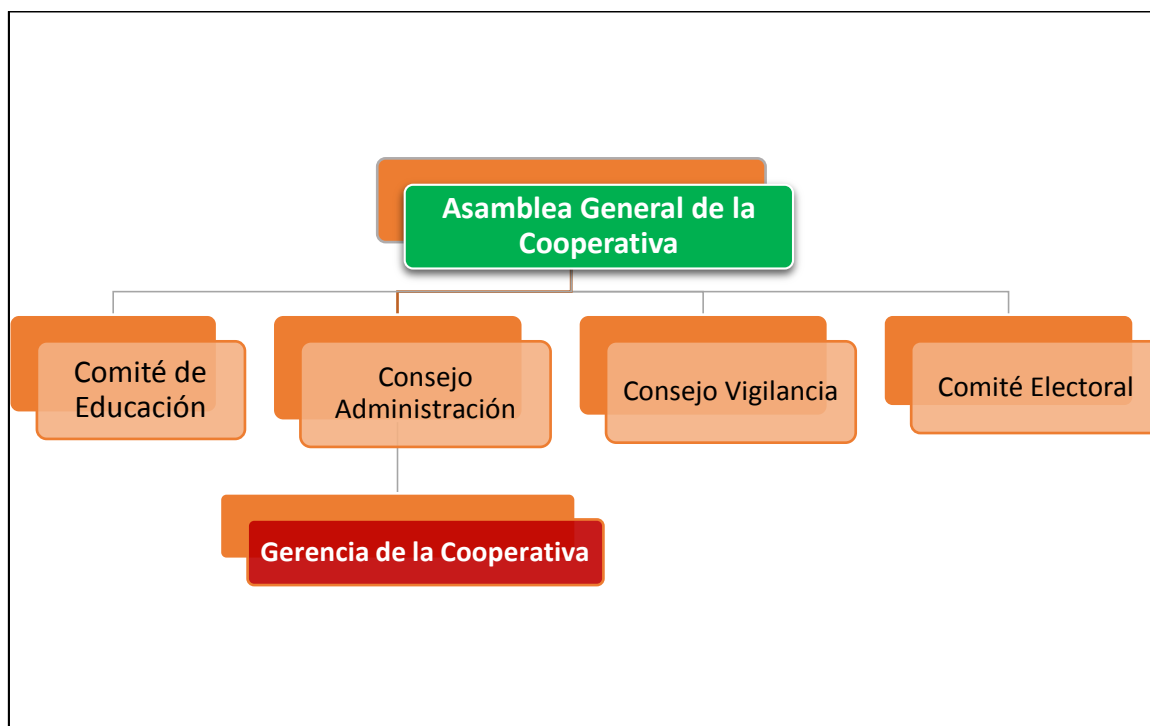 Asamblea General de la
Cooperativa
Comité de
Educación
Consejo
Administración
Consejo Vigilancia
Comité Electoral
Gerencia de la Cooperativa